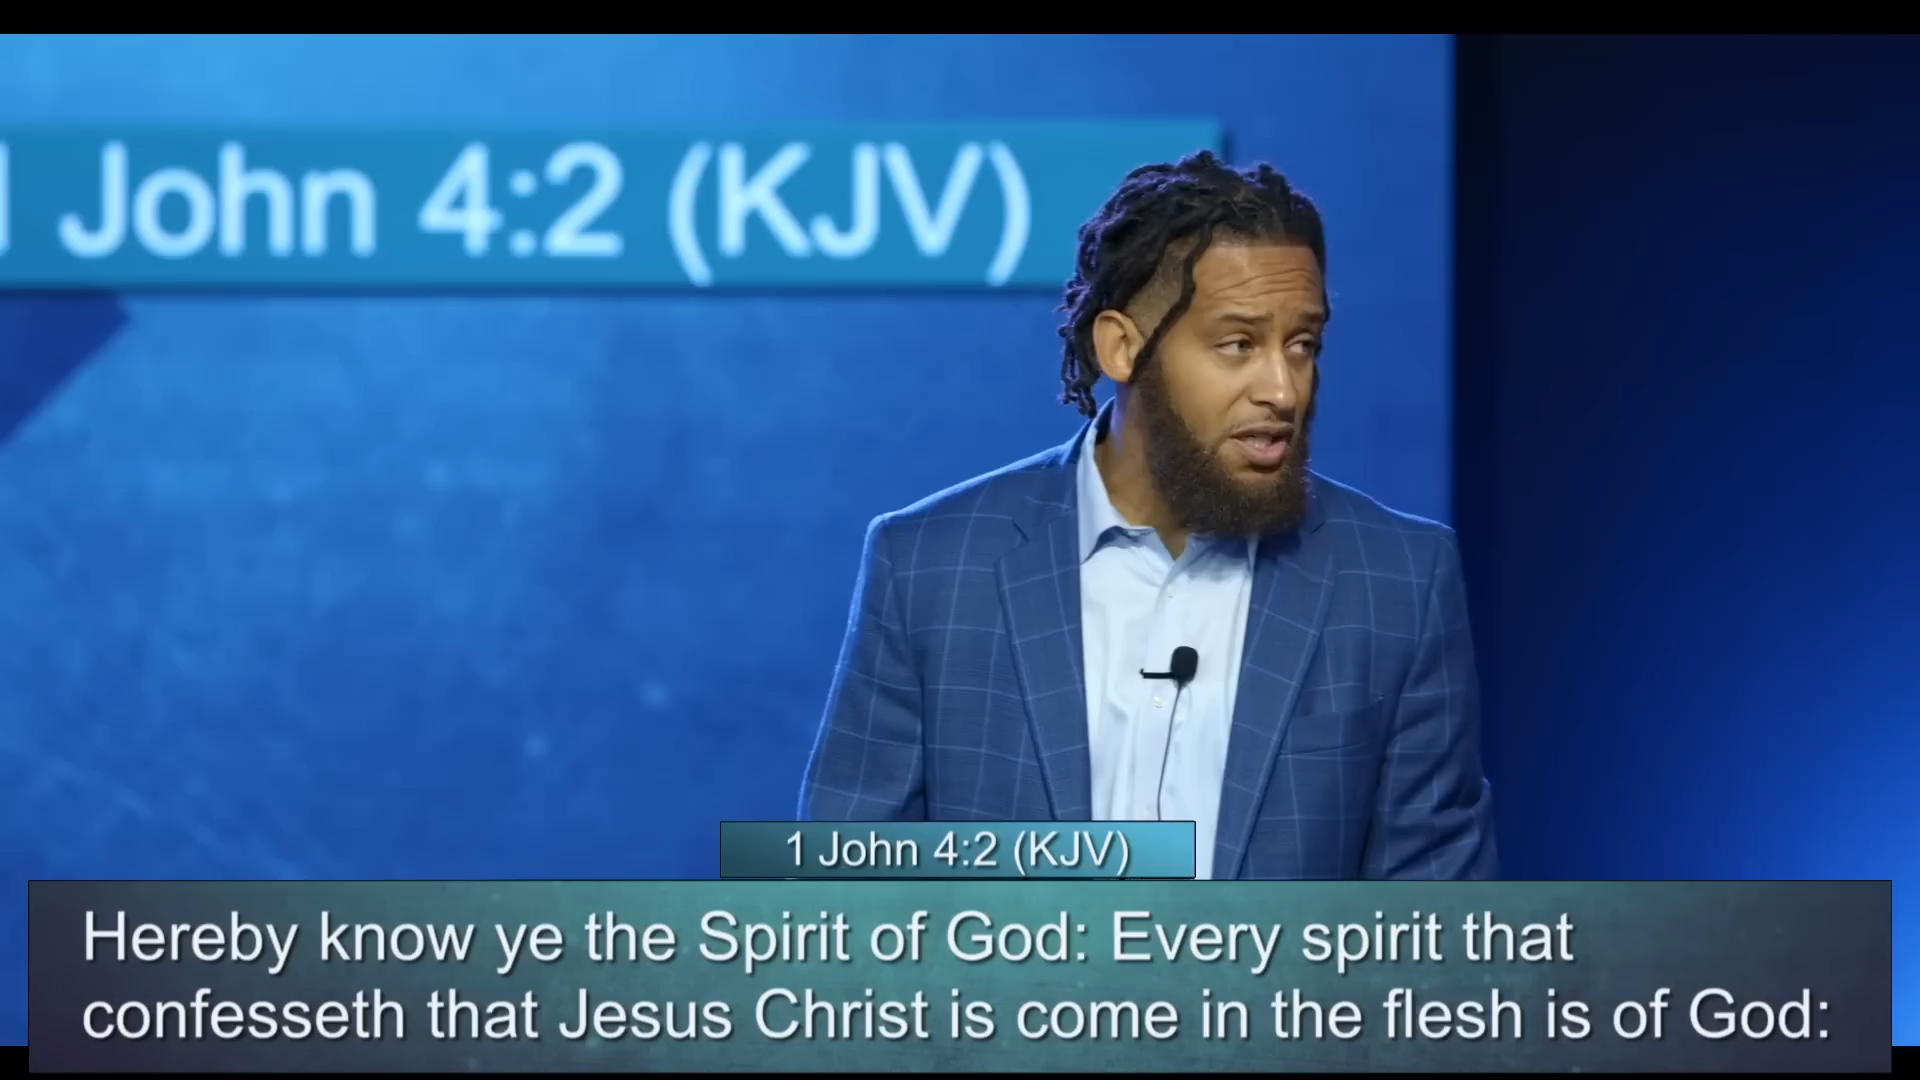 1 John 4:2 (KJV)
1 John 4:2 (KJV)
Hereby know ye the Spirit of God: Every spirit that
confesseth that Jesus Christ is come in the flesh is of God: